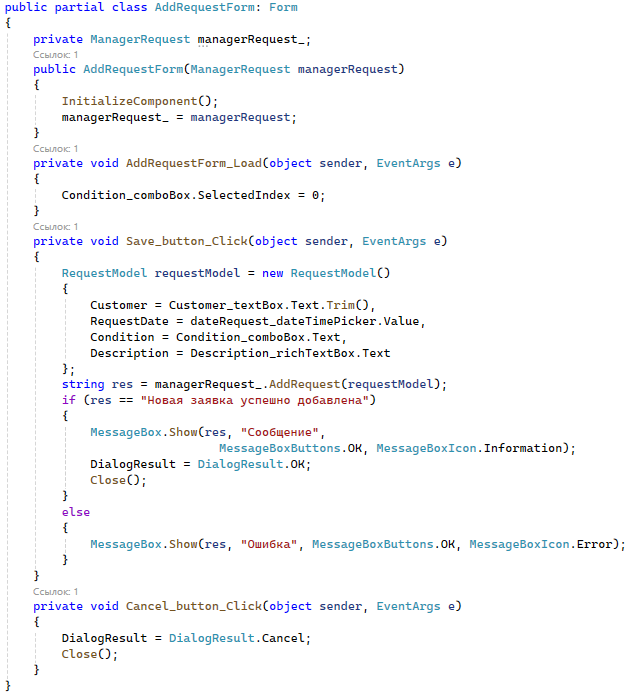 public partial class AddRequestForm: Form
{
    private ManagerRequest managerRequest_;
    Ссылок: 1
    public AddRequestForm(ManagerRequest managerRequest)
    {
        InitializeComponent();
        managerRequest_ = managerRequest;
    }
    Ссылок: 1
    private void AddRequestForm_Load(object sender, EventArgs e)
    {
        Condition_comboBox.SelectedIndex = 0;
    }
    Ссылок: 1
    private void Save_button_Click(object sender, EventArgs e)
    {
        RequestModel requestModel = new RequestModel()
        {
            Customer = Customer_textBox.Text.Trim(),
            RequestDate = dateRequest_dateTimePicker.Value,
            Condition = Condition_comboBox.Text,
            Description = Description_richTextBox.Text
        };
        string res = managerRequest_.AddRequest(requestModel);
        if (res == "Новая заявка успешно добавлена")
        {
            MessageBox.Show(res, "Сообщение",
                              MessageBoxButtons.OK, MessageBoxIcon.Information);
            DialogResult = DialogResult.OK;
            Close();
        }
        else
        {
            MessageBox.Show(res, "Ошибка", MessageBoxButtons.OK, MessageBoxIcon.Error);
        }
    }
    Ссылок: 1
    private void Cancel_button_Click(object sender, EventArgs e)
    {
        DialogResult = DialogResult.Cancel;
        Close();
    }
}